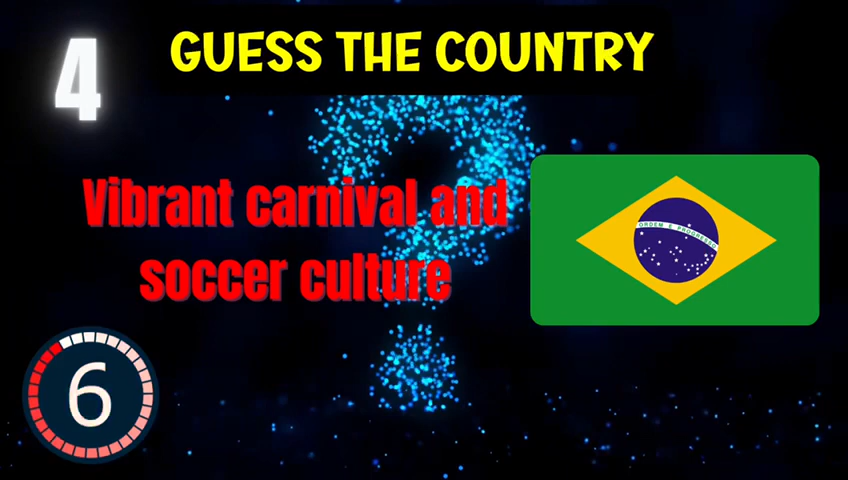 4
GUESS THE COUNTRY
Vibrant carnival and
soccer culture
ORDEM E PROGRESSO
6